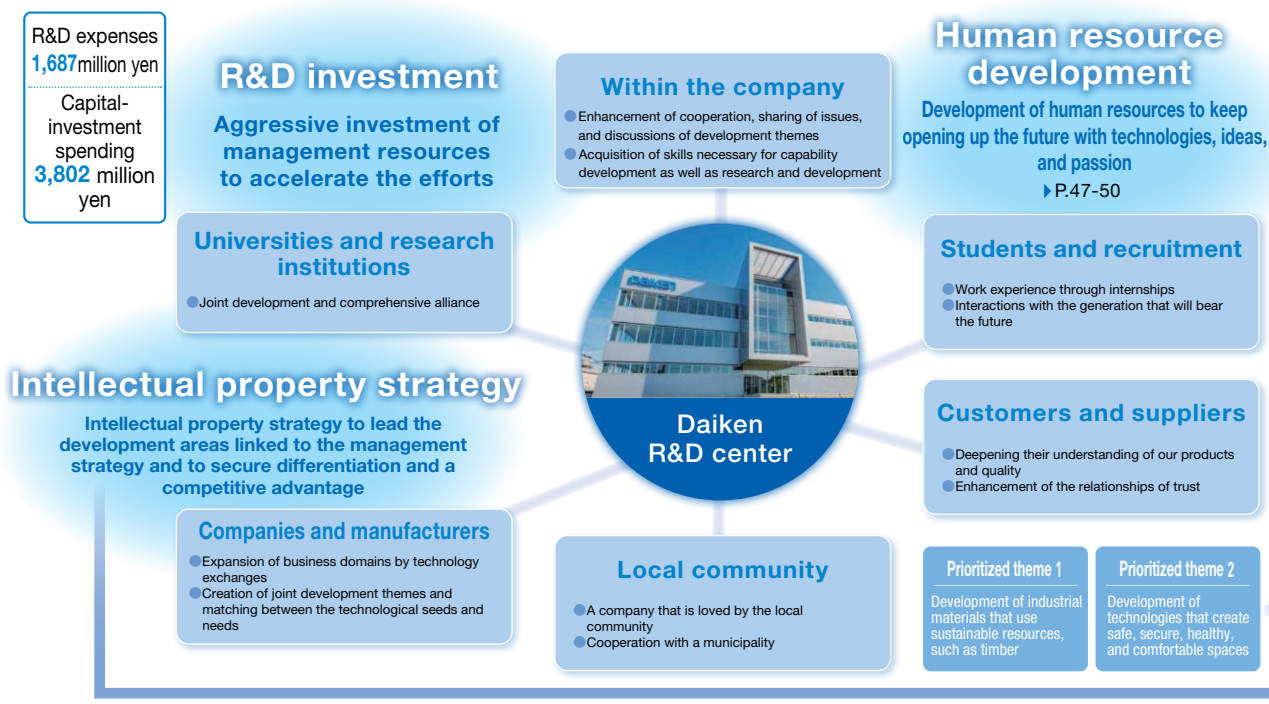 R&D expenses
1,687 million yen
Capital-
investment
spending
3,802 million
yen
R&D investment
Aggressive investment of
management resources
to accelerate the efforts
Within the company
● Enhancement of cooperation, sharing of issues,
and discussions of development themes
● Acquisition of skills necessary for capability
development as well as research and development
Human resource
development
Development of human resources to keep
opening up the future with technologies, ideas,
and passion
P.47-50
Universities and research
institutions
● Joint development and comprehensive alliance
DAIKEN
Daiken
R&D center
Students and recruitment
● Work experience through internships
● Interactions with the generation that will bear
the future
Intellectual property strategy
Intellectual property strategy to lead the
development areas linked to the management
strategy and to secure differentiation and a
competitive advantage
Customers and suppliers
● Deepening their understanding of our products
and quality
● Enhancement of the relationships of trust
Companies and manufacturers
● Expansion of business domains by technology
exchanges
● Creation of joint development themes and
matching between the technological seeds and
needs
Local community
● A company that is loved by the local
community
● Cooperation with a municipality
Prioritized theme 1
Development of industrial
materials that use
sustainable resources,
such as timber
Prioritized theme 2
Development of
technologies that create
safe, secure, healthy,
and comfortable spaces